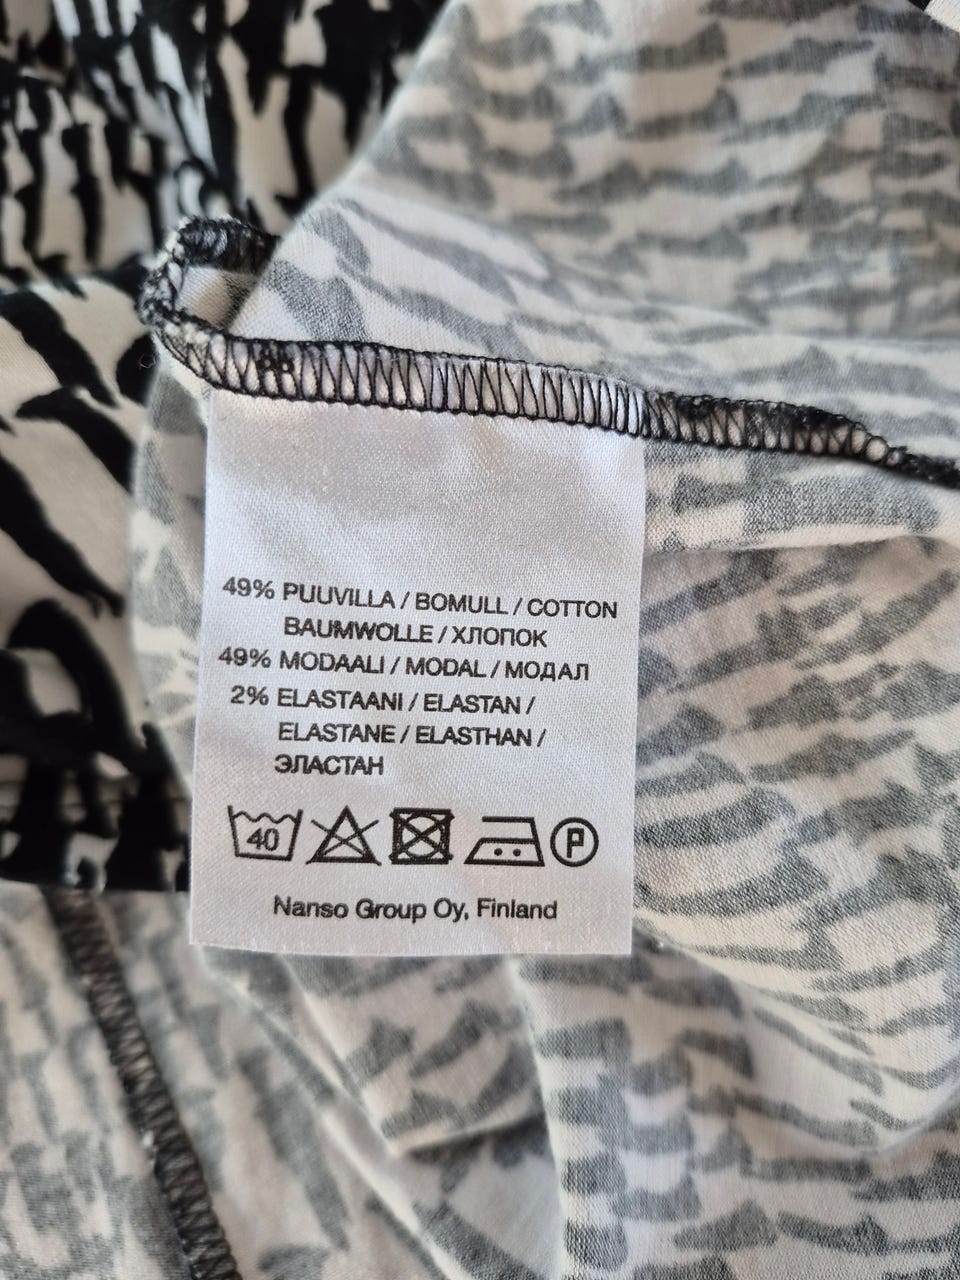 49% PUUVILLA / BOMULL / COTTON
BAUMWOLLE / ХЛОПОК
49% MODAALI / MODAL / МОДАЛ
2% ELASTAANI / ELASTAN /
ELASTANE / ELASTHAN /
ЭЛАСТАН
40 P
Nanso Group Oy, Finland